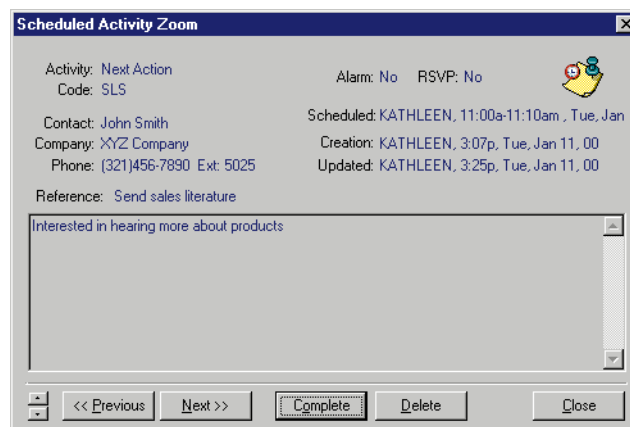 Scheduled Activity Zoom
Activity: Next Action
Code: SLS
Alarm: No RSVP: No
Contact: John Smith
Company: XYZ Company
Phone: (321)456-7890 Ext: 5025
Scheduled: KATHLEEN, 11:00a-11:10am , Tue, Jan
Creation: KATHLEEN, 3:07p, Tue, Jan 11, 00
Updated: KATHLEEN, 3:25p, Tue, Jan 11, 00
Reference: Send sales literature
Interested in hearing more about products
<< Previous
Next >>
Complete
Delete
Close